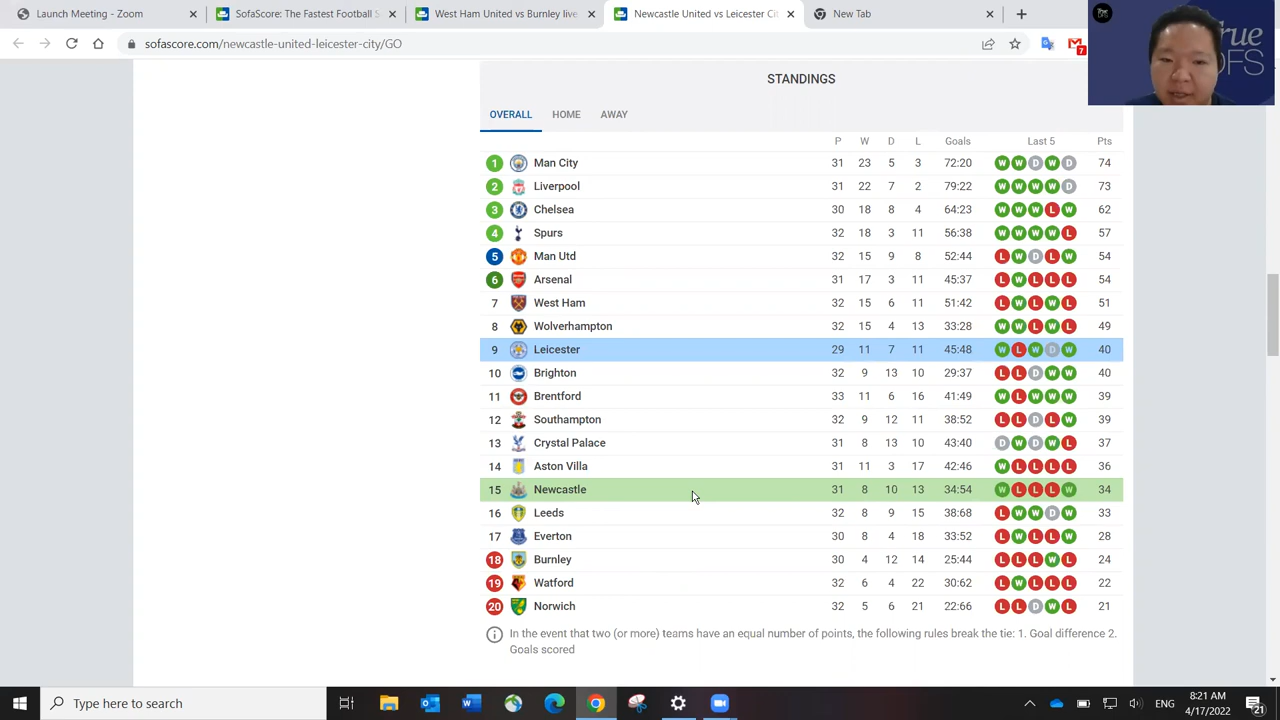 Launch Meeting - Zoom
SofaScore: The Fastest Football S
West Ham United vs Burnley live
Newcastle United vs Leicester Cit
New Tab
sofascore.com/newcastle-united-leicester-city/GO
7
True
DFS
STANDINGS
OVERALL HOME AWAY
P W D L Goals Last 5 Pts
1 Man City 31 23 5 3 72:20 W W D W D 74
2 Liverpool 31 22 7 2 79:22 W W W W D 73
3 Chelsea 30 18 8 4 64:23 W W W L W 62
4 Spurs 32 18 3 11 56:38 W W W W L 57
5 Man Utd 32 15 9 8 52:44 L W D L W 54
6 Arsenal 31 17 3 11 45:37 L W L L L 54
7 West Ham 32 15 6 11 51:42 L W L W L 51
8 Wolverhampton 32 15 4 13 33:28 W W L W L 49
9 Leicester 29 11 7 11 45:48 W L W D W 40
10 Brighton 32 9 13 10 29:37 L L D W W 40
11 Brentford 33 11 6 16 41:49 W L W W W 39
12 Southampton 32 9 12 11 38:52 L L D L W 39
13 Crystal Palace 31 8 13 10 43:40 D W D W L 37
14 Aston Villa 31 11 3 17 42:46 W L L L L 36
15 Newcastle 31 8 10 13 34:54 W L L L W 34
16 Leeds 32 8 9 15 38:68 L W W D W 33
17 Everton 30 8 4 18 33:52 L W L L W 28
18 Burnley 30 4 12 14 25:44 L L L W L 24
19 Watford 32 6 4 22 30:62 L W L L L 22
20 Norwich 32 5 6 21 22:66 L L D W L 21
In the event that two (or more) teams have an equal number of points, the following rules break the tie: 1. Goal difference 2.
Goals scored
Type here to search
ENG
8:21 AM
4/17/2022
21